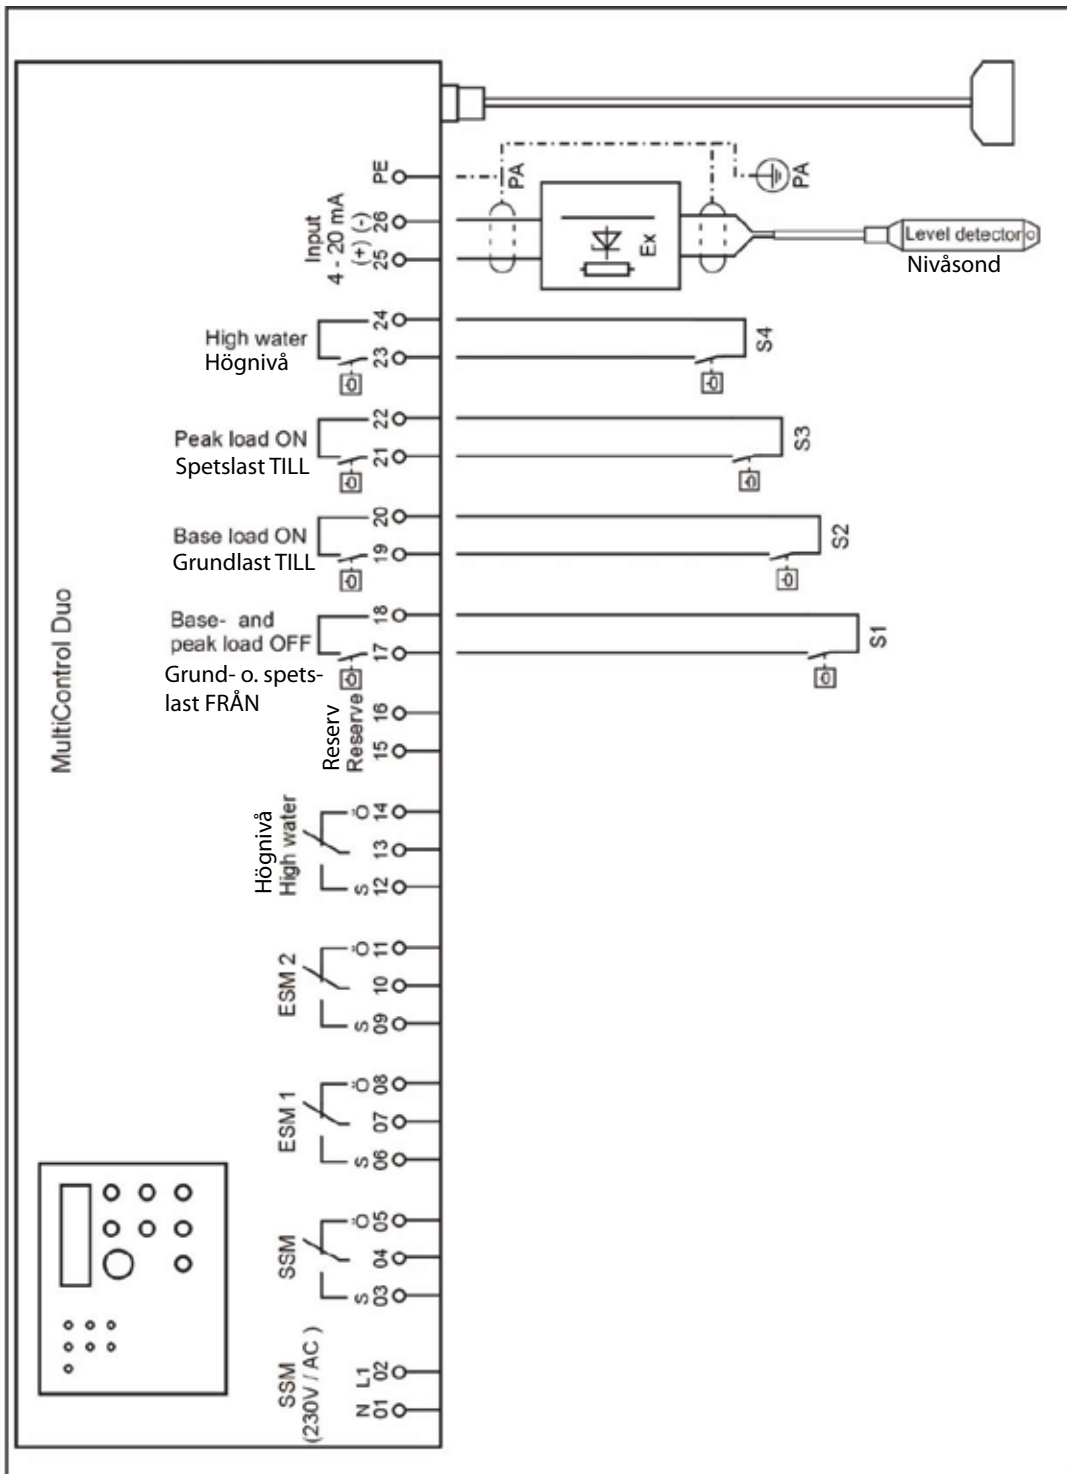 MultiControl Duo
PE
PA
PA
Input
4 - 20 mA
(+) (-)
25 26
Ex
Level detector
Nivåsond
High water
Högnivå
24
23
S4
Peak load ON
Spetslast TILL
22
21
S3
Base load ON
Grundlast TILL
20
19
S2
Base- and
peak load OFF
Grund- o. spets-
last FRÅN
18
17
S1
Reserv
Reserve
15 16
Högnivå
High water
S Ö
12 13 14
ESM 2
S Ö
09 10 11
ESM 1
S Ö
06 07 08
SSM
S Ö
03 04 05
SSM
(230V / AC )
N L1
01 02